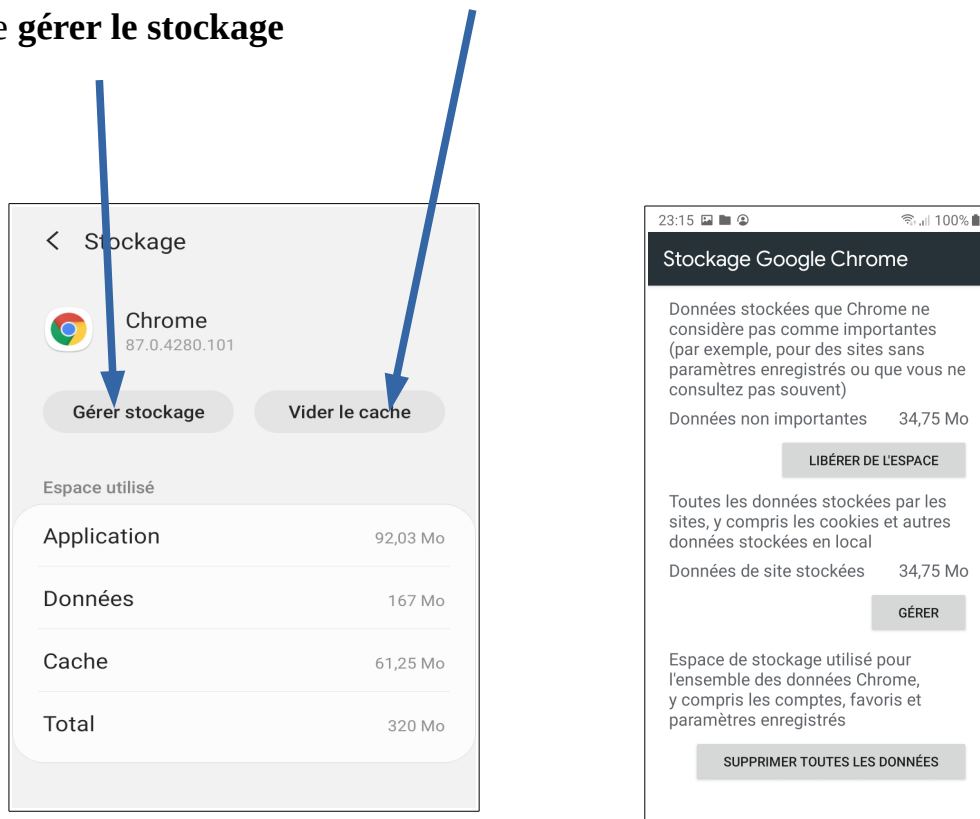 e gérer le stockage
Stockage
Chrome
87.0.4280.101
Gérer stockage
Vider le cache
Espace utilisé
Application 92,03 Mo
Données 167 Mo
Cache 61,25 Mo
Total 320 Mo
23:15 100%
Stockage Google Chrome
Données stockées que Chrome ne
considère pas comme importantes
(par exemple, pour des sites sans
paramètres enregistrés ou que vous ne
consultez pas souvent)
Données non importantes 34,75 Mo
LIBÉRER DE L'ESPACE
Toutes les données stockées par les
sites, y compris les cookies et autres
données stockées en local
Données de site stockées 34,75 Mo
GÉRER
Espace de stockage utilisé pour
l'ensemble des données Chrome,
y compris les comptes, favoris et
paramètres enregistrés
SUPPRIMER TOUTES LES DONNÉES